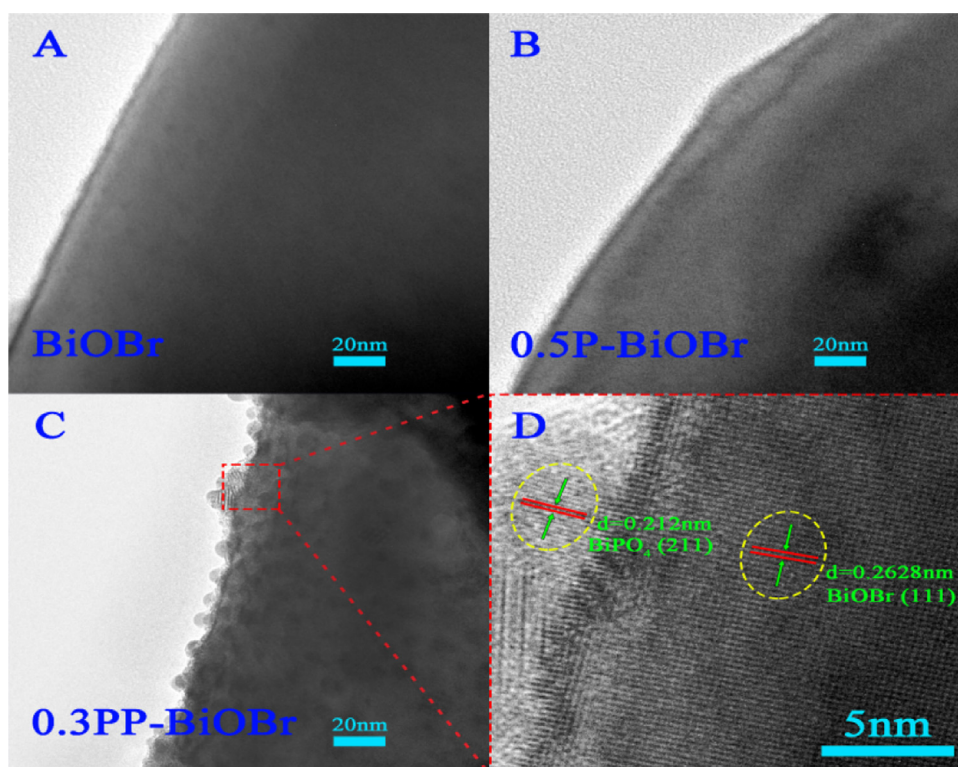 A
BiOBr
20nm
B
0.5P-BiOBr
20nm
C
0.3PP-BiOBr
20nm
D
d=0.212nm
BiPO₄ (211)
d=0.2628nm
BiOBr (111)
5nm